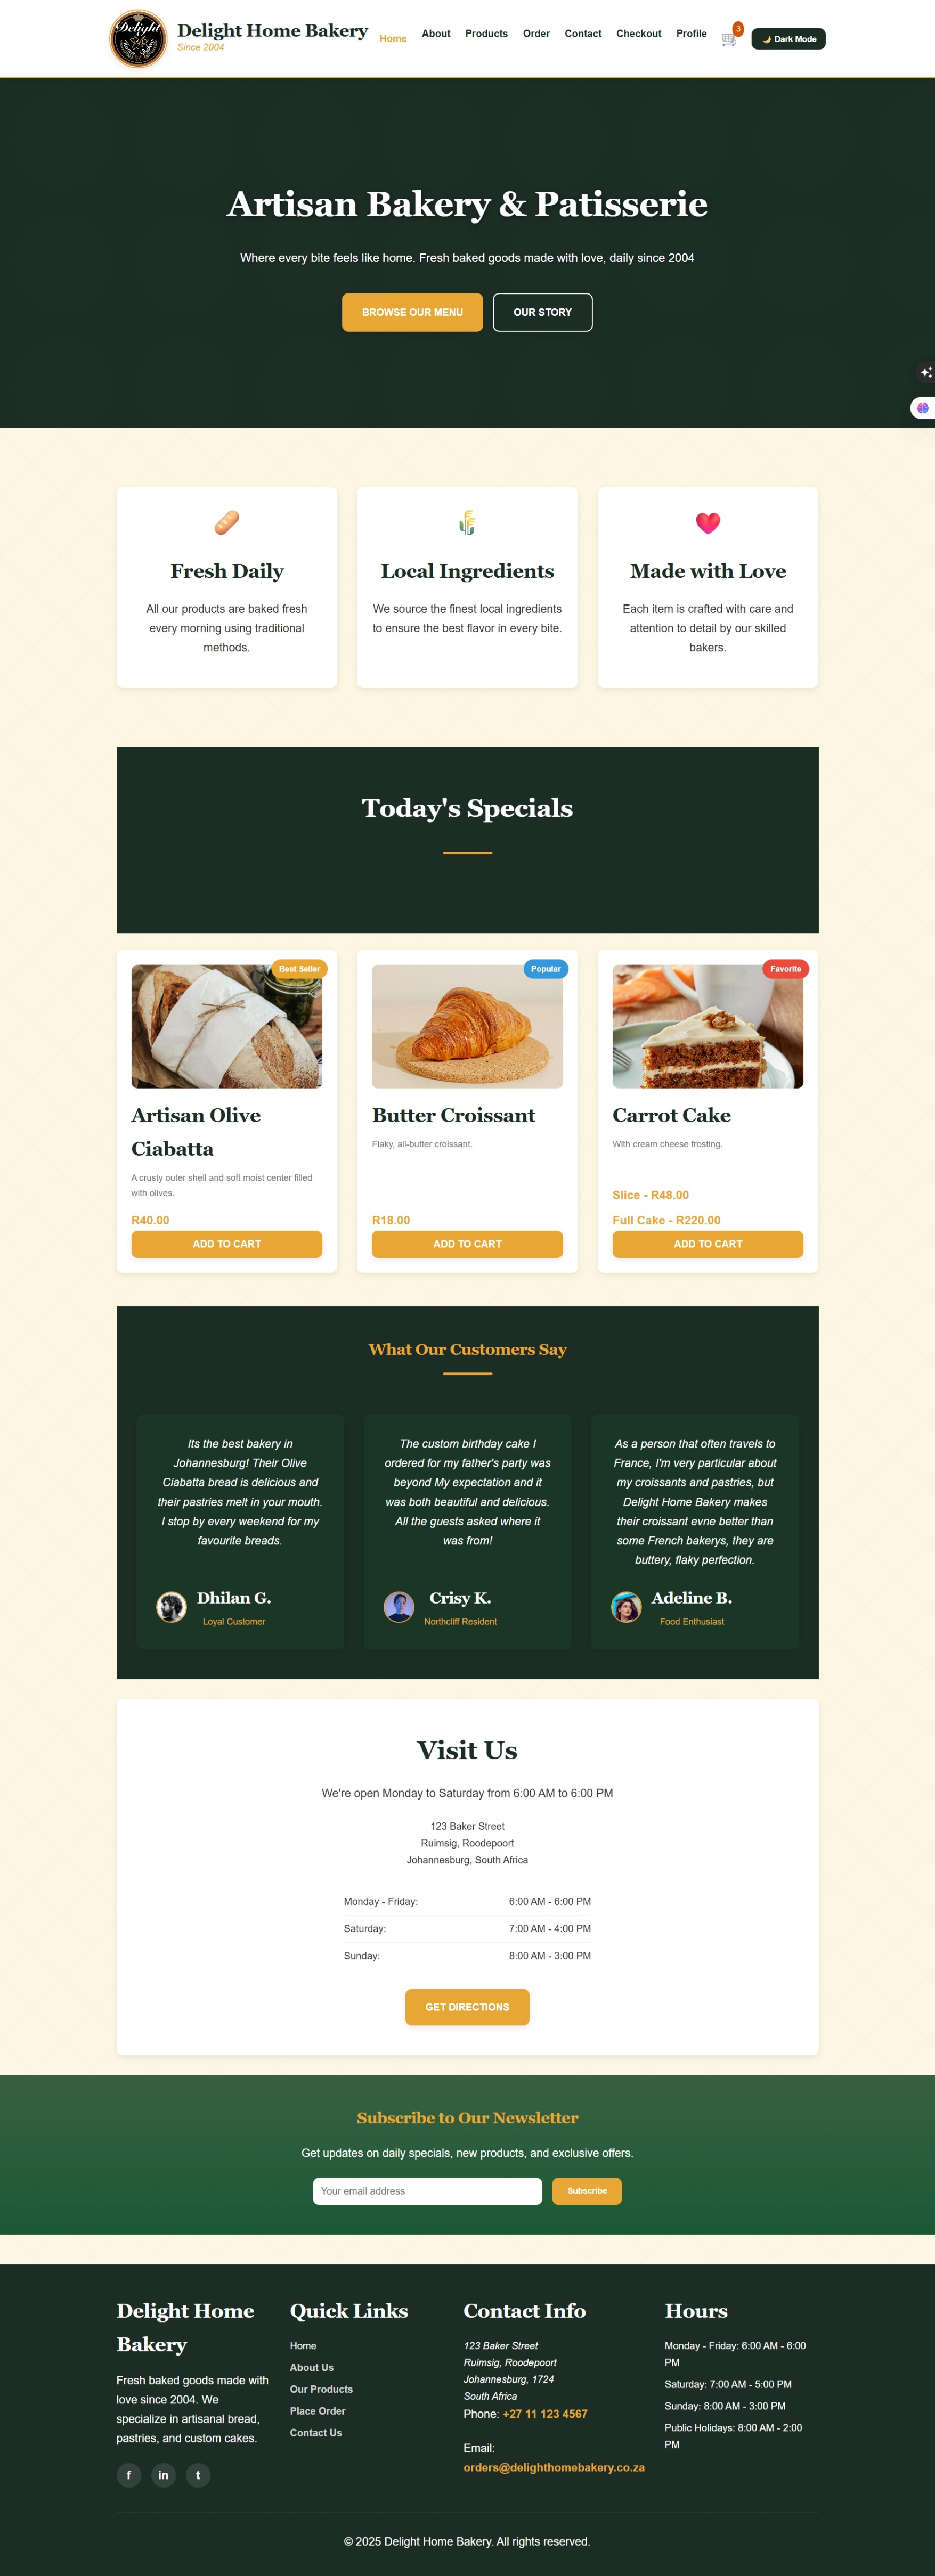 Delight
Delight Home Bakery
Since 2004
Home
About
Products
Order
Contact
Checkout
Profile
3
Dark Mode
Artisan Bakery & Patisserie
Where every bite feels like home. Fresh baked goods made with love, daily since 2004
BROWSE OUR MENU
OUR STORY
Fresh Daily
All our products are baked fresh
every morning using traditional
methods.
Local Ingredients
We source the finest local ingredients
to ensure the best flavor in every bite.
Made with Love
Each item is crafted with care and
attention to detail by our skilled
bakers.
Today's Specials
Best Seller
Artisan Olive
Ciabatta
A crusty outer shell and soft moist center filled
with olives.
R40.00
ADD TO CART
Popular
Butter Croissant
Flaky, all-butter croissant.
R18.00
ADD TO CART
Favorite
Carrot Cake
With cream cheese frosting.
Slice - R48.00
Full Cake - R220.00
ADD TO CART
What Our Customers Say
Its the best bakery in
Johannesburg! Their Olive
Ciabatta bread is delicious and
their pastries melt in your mouth.
I stop by every weekend for my
favourite breads.
Dhilan G.
Loyal Customer
The custom birthday cake I
ordered for my father's party was
beyond My expectation and it
was both beautiful and delicious.
All the guests asked where it
was from!
Crisy K.
Northcliff Resident
As a person that often travels to
France, I'm very particular about
my croissants and pastries, but
Delight Home Bakery makes
their croissant evne better than
some French bakerys, they are
buttery, flaky perfection.
Adeline B.
Food Enthusiast
Visit Us
We're open Monday to Saturday from 6:00 AM to 6:00 PM
123 Baker Street
Ruimsig, Roodepoort
Johannesburg, South Africa
Monday - Friday: 6:00 AM - 6:00 PM
Saturday: 7:00 AM - 4:00 PM
Sunday: 8:00 AM - 3:00 PM
GET DIRECTIONS
Subscribe to Our Newsletter
Get updates on daily specials, new products, and exclusive offers.
Your email address
Subscribe
Delight Home
Bakery
Fresh baked goods made with
love since 2004. We
specialize in artisanal bread,
pastries, and custom cakes.
f in t
Quick Links
Home
About Us
Our Products
Place Order
Contact Us
Contact Info
123 Baker Street
Ruimsig, Roodepoort
Johannesburg, 1724
South Africa
Phone: +27 11 123 4567
Email:
orders@delighthomebakery.co.za
Hours
Monday - Friday: 6:00 AM - 6:00
PM
Saturday: 7:00 AM - 5:00 PM
Sunday: 8:00 AM - 3:00 PM
Public Holidays: 8:00 AM - 2:00
PM
© 2025 Delight Home Bakery. All rights reserved.